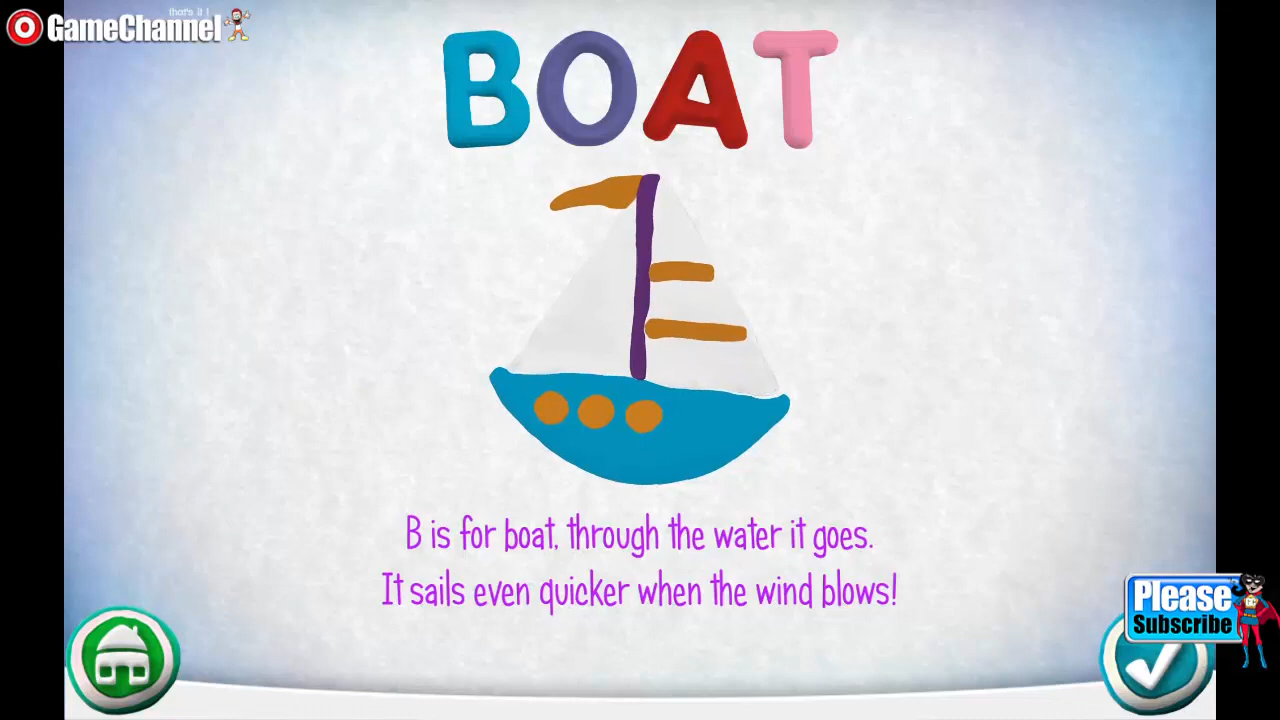 that's it !
GameChannel
BOAT
B is for boat, through the water it goes.
It sails even quicker when the wind blows!
Please
Subscribe